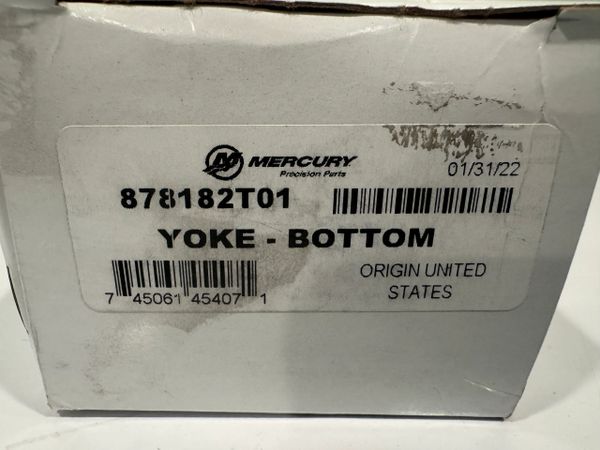 MERCURY
Precision Parts
01/31/22
878182T01
YOKE - BOTTOM
7 45061 45407 1
ORIGIN UNITED
STATES